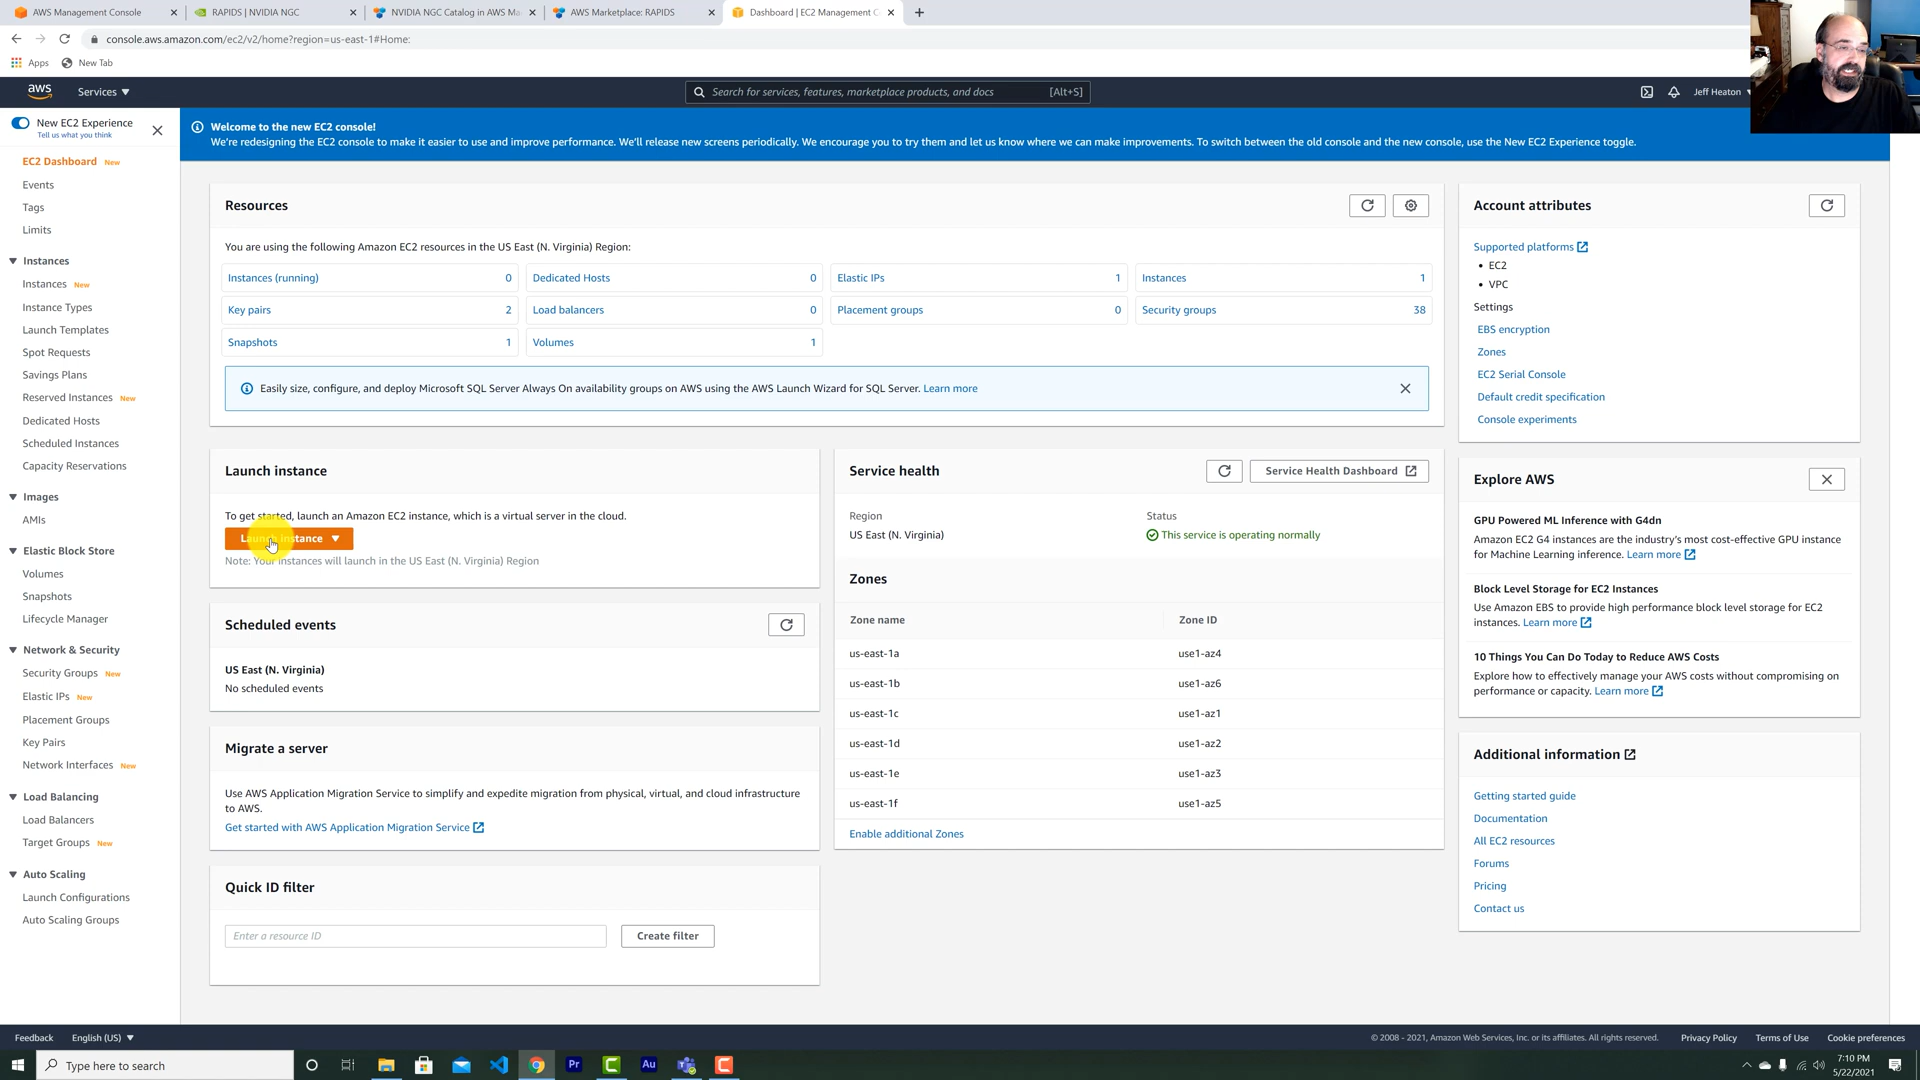 AWS Management Console
RAPIDS | NVIDIA NGC
NVIDIA NGC Catalog in AWS Ma
AWS Marketplace: RAPIDS
Dashboard | EC2 Management C
console.aws.amazon.com/ec2/v2/home?region=us-east-1#Home:
Apps
New Tab
aws
Services
Search for services, features, marketplace products, and docs
[Alt+S]
Jeff Heaton
New EC2 Experience
Tell us what you think
Welcome to the new EC2 console!
We're redesigning the EC2 console to make it easier to use and improve performance. We'll release new screens periodically. We encourage you to try them and let us know where we can make improvements. To switch between the old console and the new console, use the New EC2 Experience toggle.
EC2 Dashboard New
Events
Tags
Limits
Instances
Instances New
Instance Types
Launch Templates
Spot Requests
Savings Plans
Reserved Instances New
Dedicated Hosts
Scheduled Instances
Capacity Reservations
Images
AMIs
Elastic Block Store
Volumes
Snapshots
Lifecycle Manager
Network & Security
Security Groups New
Elastic IPs New
Placement Groups
Key Pairs
Network Interfaces New
Load Balancing
Load Balancers
Target Groups New
Auto Scaling
Launch Configurations
Auto Scaling Groups
Resources
You are using the following Amazon EC2 resources in the US East (N. Virginia) Region:
Instances (running) 0
Dedicated Hosts 0
Elastic IPs 1
Instances 1
Key pairs 2
Load balancers 0
Placement groups 0
Security groups 38
Snapshots 1
Volumes 1
Easily size, configure, and deploy Microsoft SQL Server Always On availability groups on AWS using the AWS Launch Wizard for SQL Server. Learn more
Launch instance
To get started, launch an Amazon EC2 instance, which is a virtual server in the cloud.
Launch instance
Note: Your instances will launch in the US East (N. Virginia) Region
Scheduled events
US East (N. Virginia)
No scheduled events
Migrate a server
Use AWS Application Migration Service to simplify and expedite migration from physical, virtual, and cloud infrastructure
to AWS.
Get started with AWS Application Migration Service
Quick ID filter
Enter a resource ID
Create filter
Service health
Service Health Dashboard
Region
Status
US East (N. Virginia)
This service is operating normally
Zones
Zone name
Zone ID
us-east-1a use1-az4
us-east-1b use1-az6
us-east-1c use1-az1
us-east-1d use1-az2
us-east-1e use1-az3
us-east-1f use1-az5
Enable additional Zones
Account attributes
Supported platforms
• EC2
• VPC
Settings
EBS encryption
Zones
EC2 Serial Console
Default credit specification
Console experiments
Explore AWS
GPU Powered ML Inference with G4dn
Amazon EC2 G4 instances are the industry's most cost-effective GPU instance
for Machine Learning inference. Learn more
Block Level Storage for EC2 Instances
Use Amazon EBS to provide high performance block level storage for EC2
instances. Learn more
10 Things You Can Do Today to Reduce AWS Costs
Explore how to effectively manage your AWS costs without compromising on
performance or capacity. Learn more
Additional information
Getting started guide
Documentation
All EC2 resources
Forums
Pricing
Contact us
Feedback
English (US)
© 2008 - 2021, Amazon Web Services, Inc. or its affiliates. All rights reserved.
Privacy Policy
Terms of Use
Cookie preferences
Type here to search
Pr
Au
7:10 PM
5/22/2021